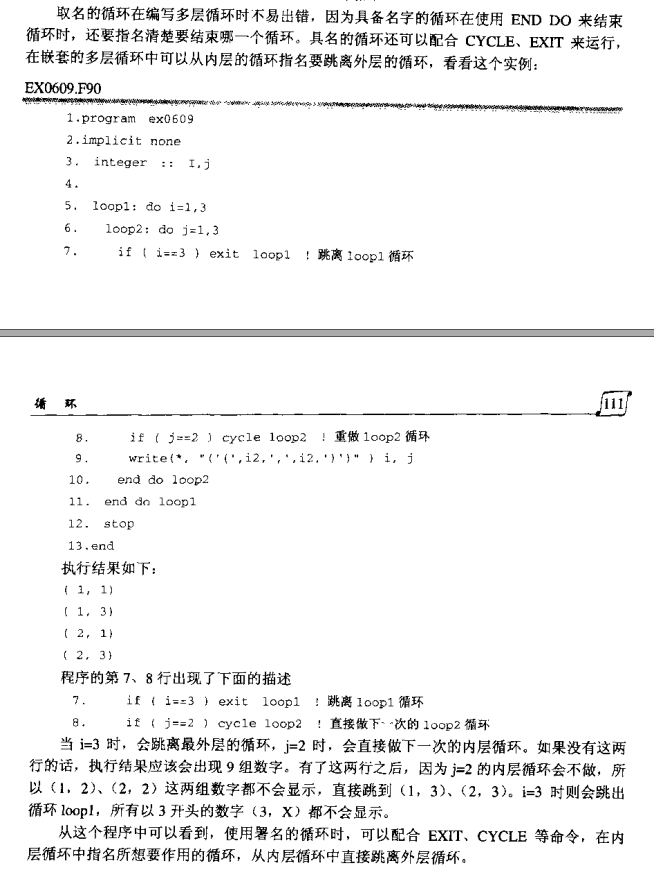 取名的循环在编写多层循环时不易出错，因为具备名字的循环在使用 END DO 来结束
循环时，还要指名清楚要结束哪一个循环。具名的循环还可以配合 CYCLE、EXIT 来运行，
在嵌套的多层循环中可以从内层的循环指名要跳离外层的循环，看看这个实例：
EX0609.F90
1.program ex0609
2.implicit none
3. integer :: I,j
4.
5. loop1: do i=1,3
6. loop2: do j=1,3
7. if ( i==3 ) exit loop1 ! 跳离 loop1 循环
循 环 111
8. if ( j==2 ) cycle loop2 ! 重做 loop2 循环
9. write(*, "('(',i2,',',i2,')')" ) i, j
10. end do loop2
11. end do loop1
12. stop
13.end
执行结果如下：
( 1, 1)
( 1, 3)
( 2, 1)
( 2, 3)
程序的第 7、8 行出现了下面的描述
7. if ( i==3 ) exit loop1 ! 跳离 loop1 循环
8. if ( j==2 ) cycle loop2 ! 直接做下一次的 loop2 循环
当 i=3 时，会跳离最外层的循环，j=2 时，会直接做下一次的内层循环。如果没有这两
行的话，执行结果应该会出现 9 组数字。有了这两行之后，因为 j=2 的内层循环会不做，所
以（1，2）、（2，2）这两组数字都不会显示，直接跳到（1，3）、（2，3）。i=3 时则会跳出
循环 loop1，所有以 3 开头的数字（3，X）都不会显示。
从这个程序中可以看到，使用署名的循环时，可以配合 EXIT、CYCLE 等命令，在内
层循环中指名所想要作用的循环，从内层循环中直接跳离外层循环。